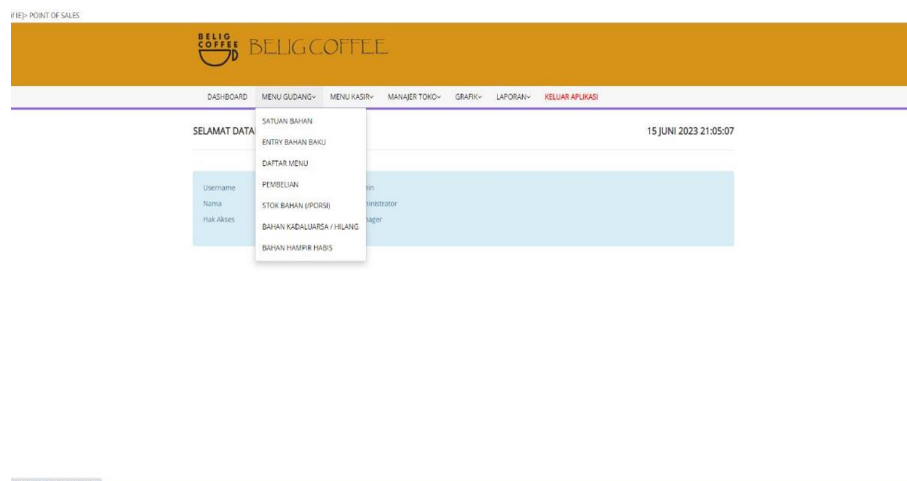 if IE]> POINT OF SALES
BELIG
COFFEE
BELIG COFFEE
DASHBOARD MENU GUDANG MENU KASIR MANAJER TOKO GRAFIK LAPORAN KELUAR APLIKASI
SATUAN BAHAN
ENTRY BAHAN BAKU
DAFTAR MENU
PEMBELIAN
STOK BAHAN (/PORSI)
BAHAN KADALUARSA / HILANG
BAHAN HAMPIR HABIS
SELAMAT DATA
15 JUNI 2023 21:05:07
Username
Nama
Hak Akses